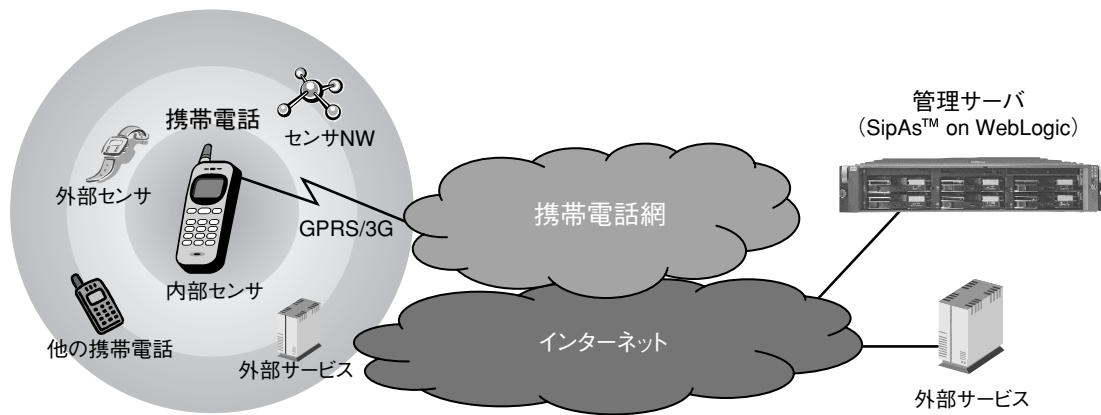 携帯電話
センサNW
外部センサ
GPRS/3G
内部センサ
他の携帯電話
外部サービス
携帯電話網
インターネット
管理サーバ
（SipAs™ on WebLogic）
外部サービス